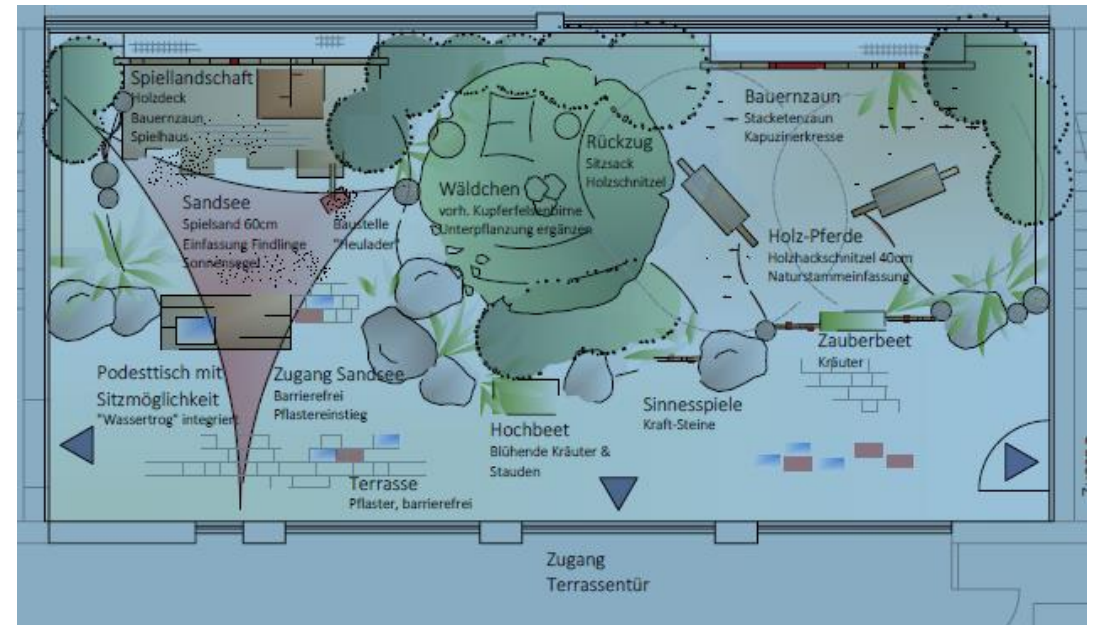 Spiellandschaft
Holzdeck
Bauernzaun
Spielhaus
Sandsee
Spielsand 60cm
Einfassung Findlinge
Sonnensegel
Baustelle
"Heulader"
Wäldchen
vorh. Kupferfelsenbirne
Unterpflanzung ergänzen
Rückzug
Sitzsack
Holzschnitzel
Bauernzaun
Stacketenzaun
Kapuzinerkresse
Holz-Pferde
Holzhackschnitzel 40cm
Naturstammeinfassung
Zauberbeet
Kräuter
Podesttisch mit
Sitzmöglichkeit
"Wassertrog" integriert
Zugang Sandsee
Barrierefrei
Pflastereinstieg
Terrasse
Pflaster, barrierefrei
Hochbeet
Blühende Kräuter &
Stauden
Sinnesspiele
Kraft-Steine
Zugang
Terrassentür